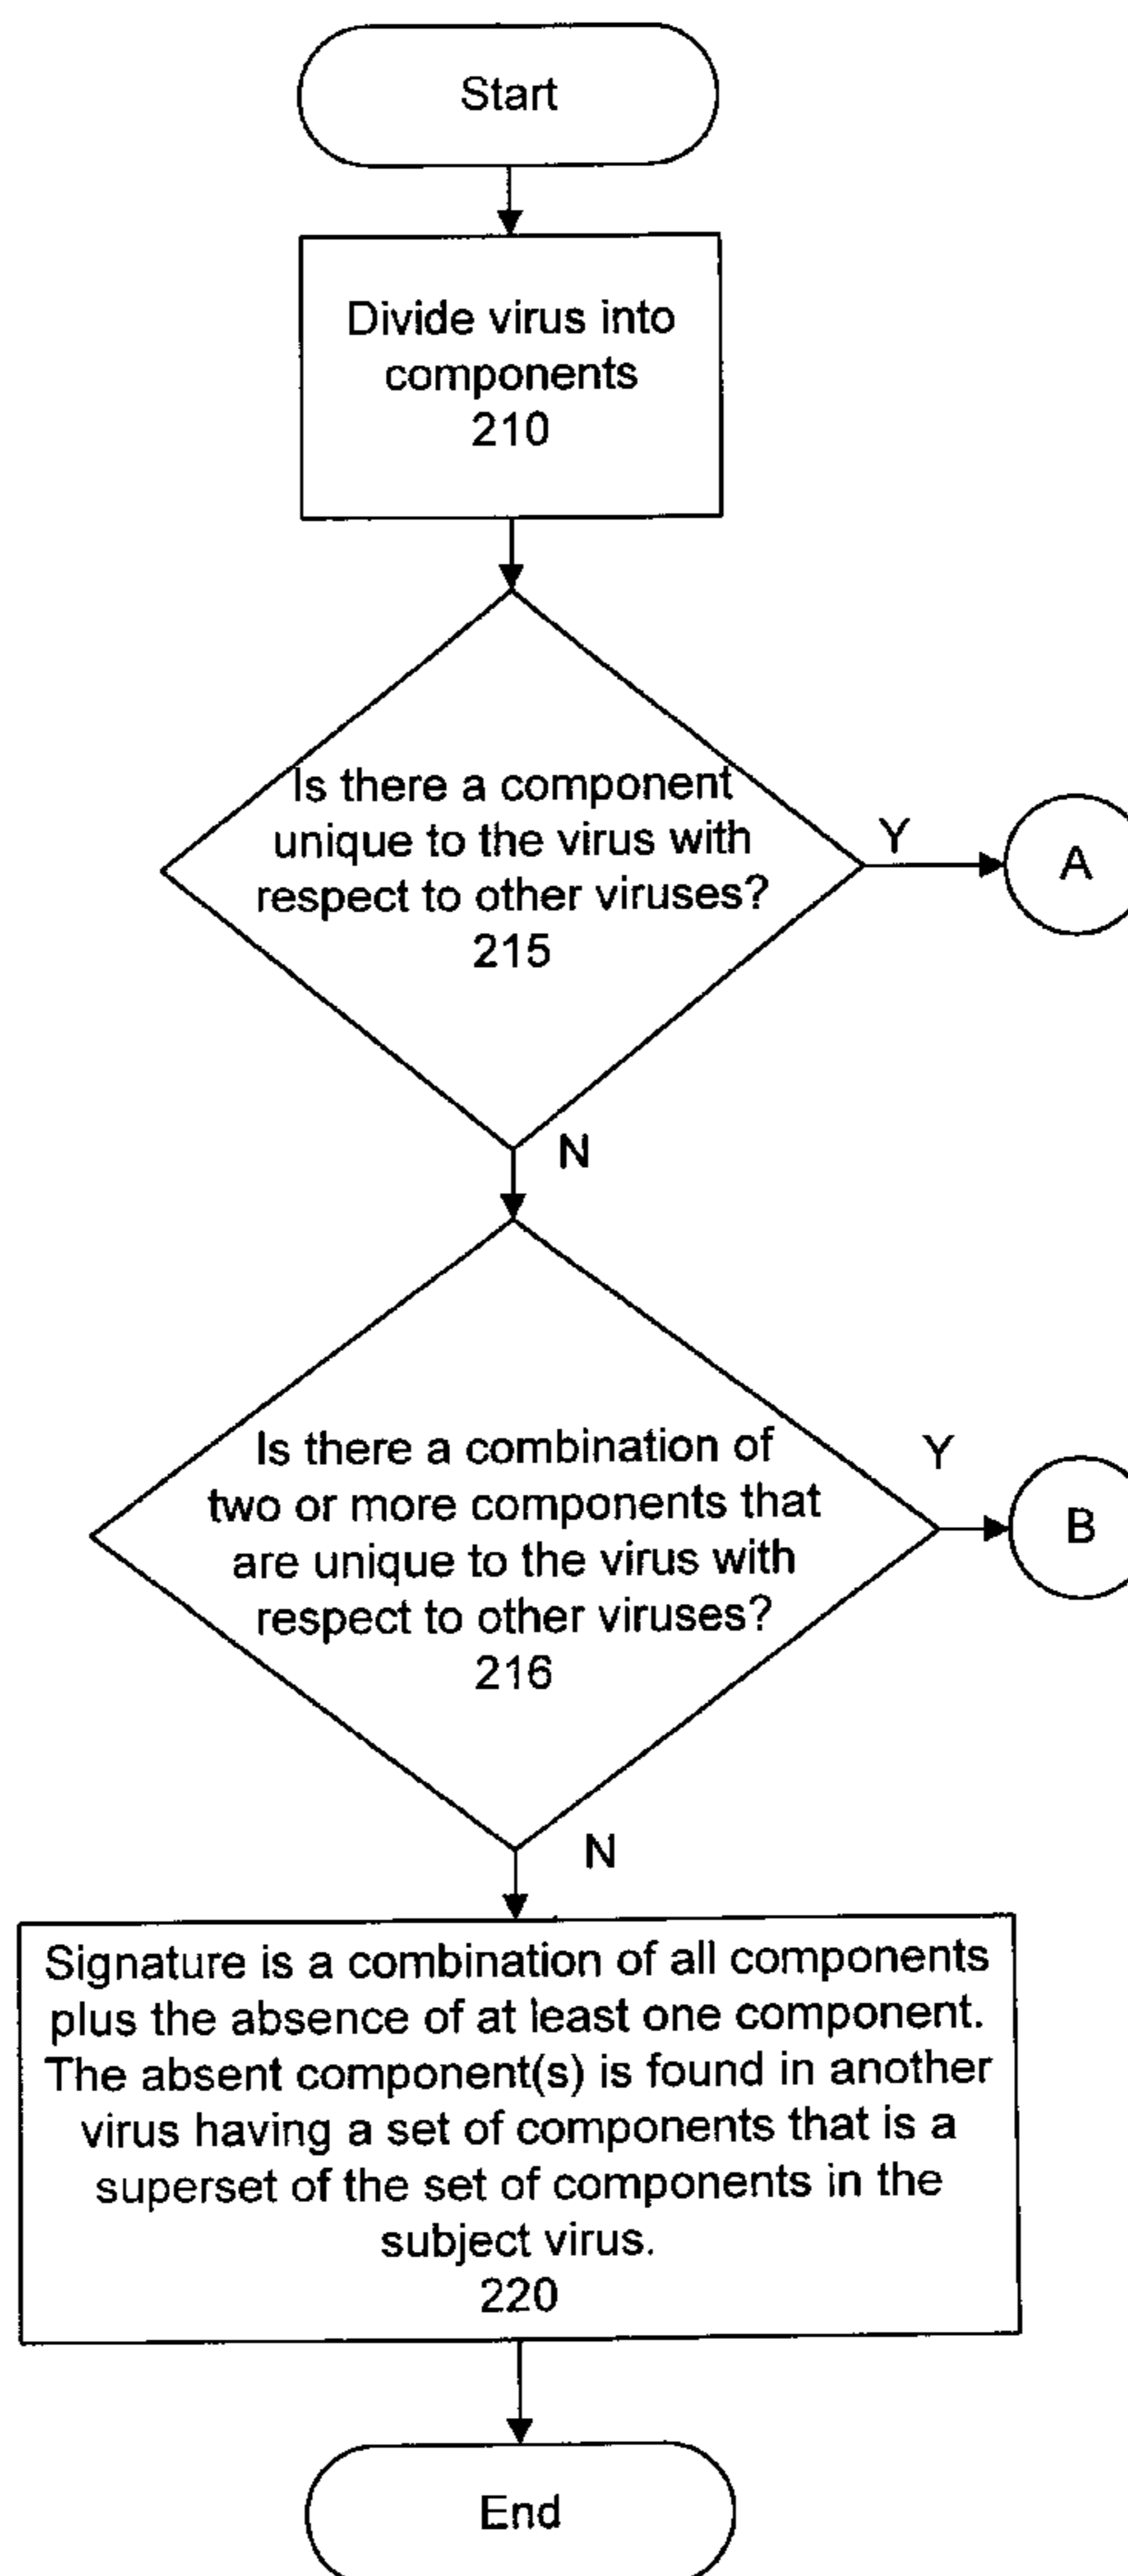 Start
Divide virus into
components
210
Is there a component
unique to the virus with
respect to other viruses?
215
Y
A
N
Is there a combination of
two or more components that
are unique to the virus with
respect to other viruses?
216
Y
B
N
Signature is a combination of all components
plus the absence of at least one component.
The absent component(s) is found in another
virus having a set of components that is a
superset of the set of components in the
subject virus.
220
End